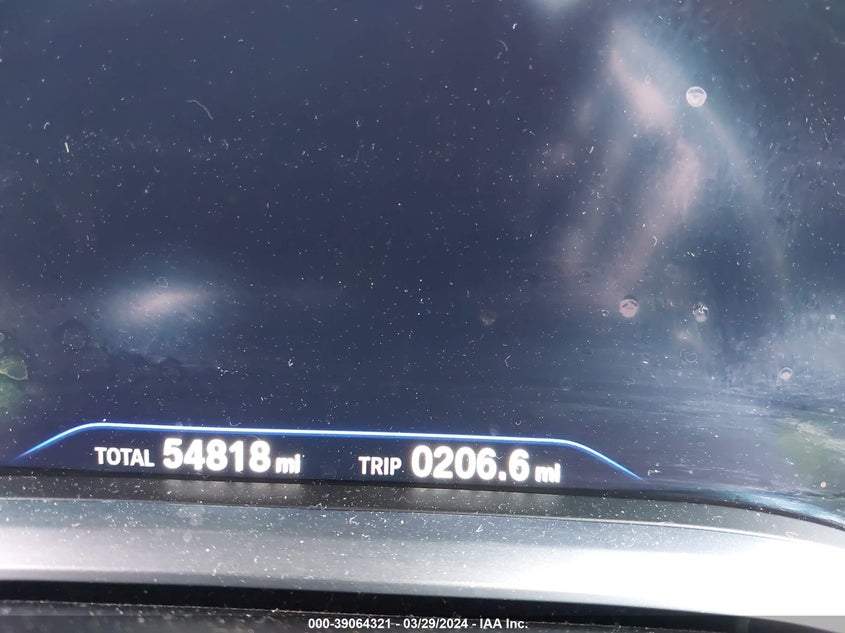 TOTAL 54818 mi TRIP 0206.6 mi
000-39064321 - 03/29/2024 - IAA Inc.